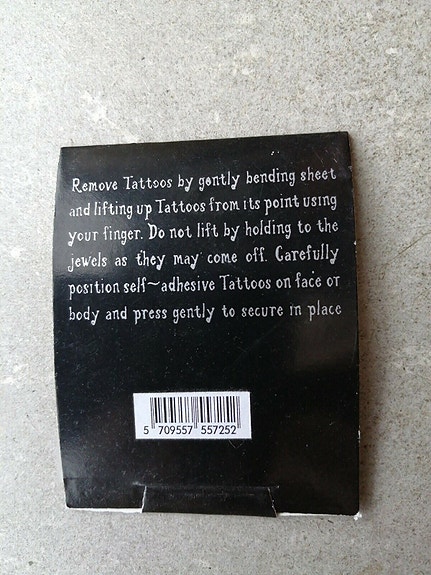 Remove Tattoos by gently bending sheet
and lifting up Tattoos from its point using
your finger. Do not lift by holding to the
jewels as they may come off. Carefully
position self~adhesive Tattoos on face or
body and press gently to secure in place
5 709557 557252